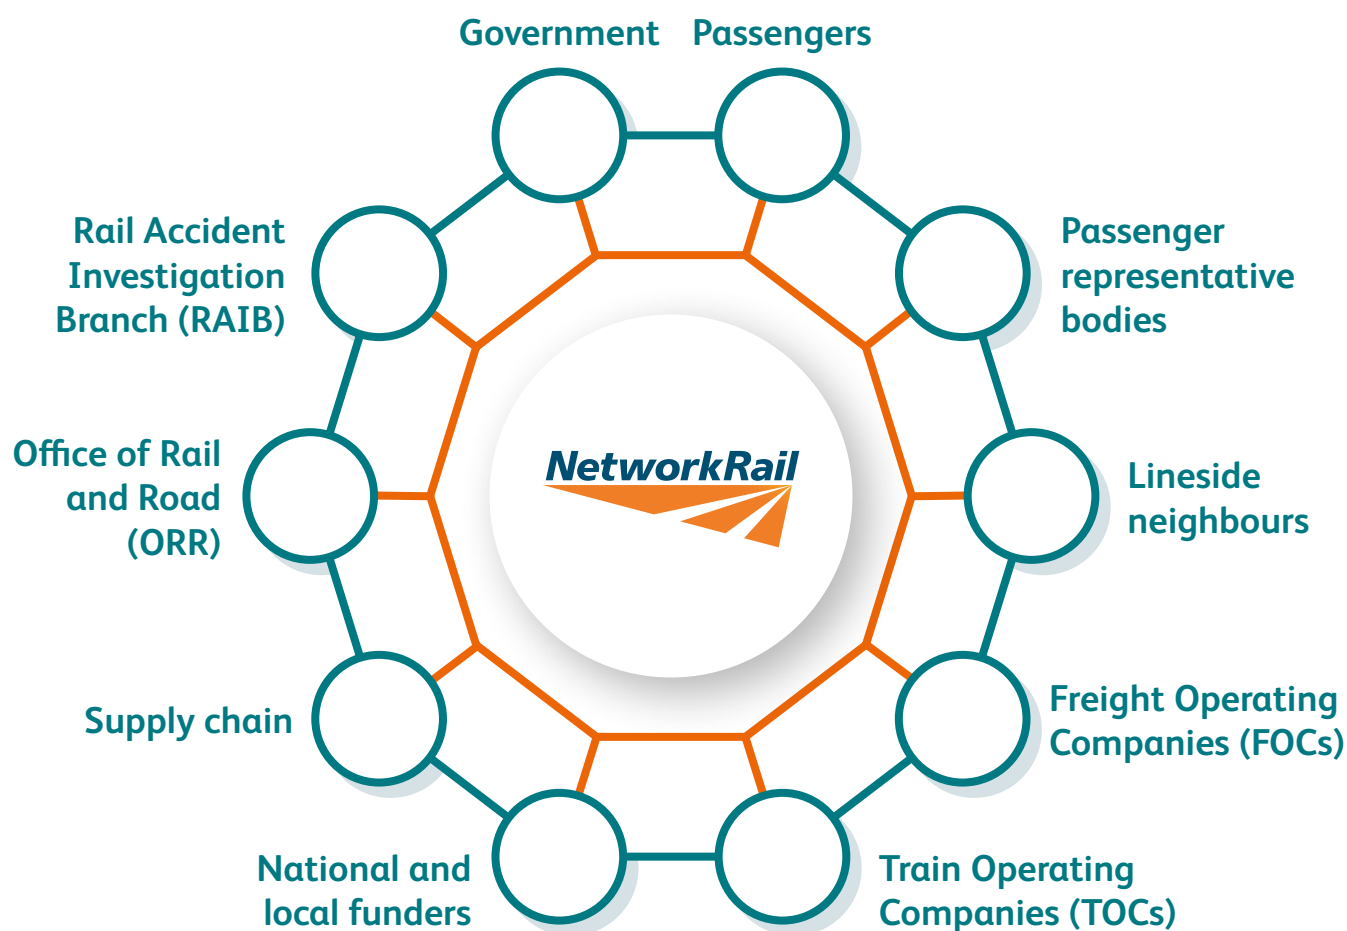 Government
Passengers
Rail Accident
Investigation
Branch (RAIB)
Passenger
representative
bodies
Office of Rail
and Road
(ORR)
NetworkRail
Lineside
neighbours
Supply chain
Freight Operating
Companies (FOCs)
National and
local funders
Train Operating
Companies (TOCs)